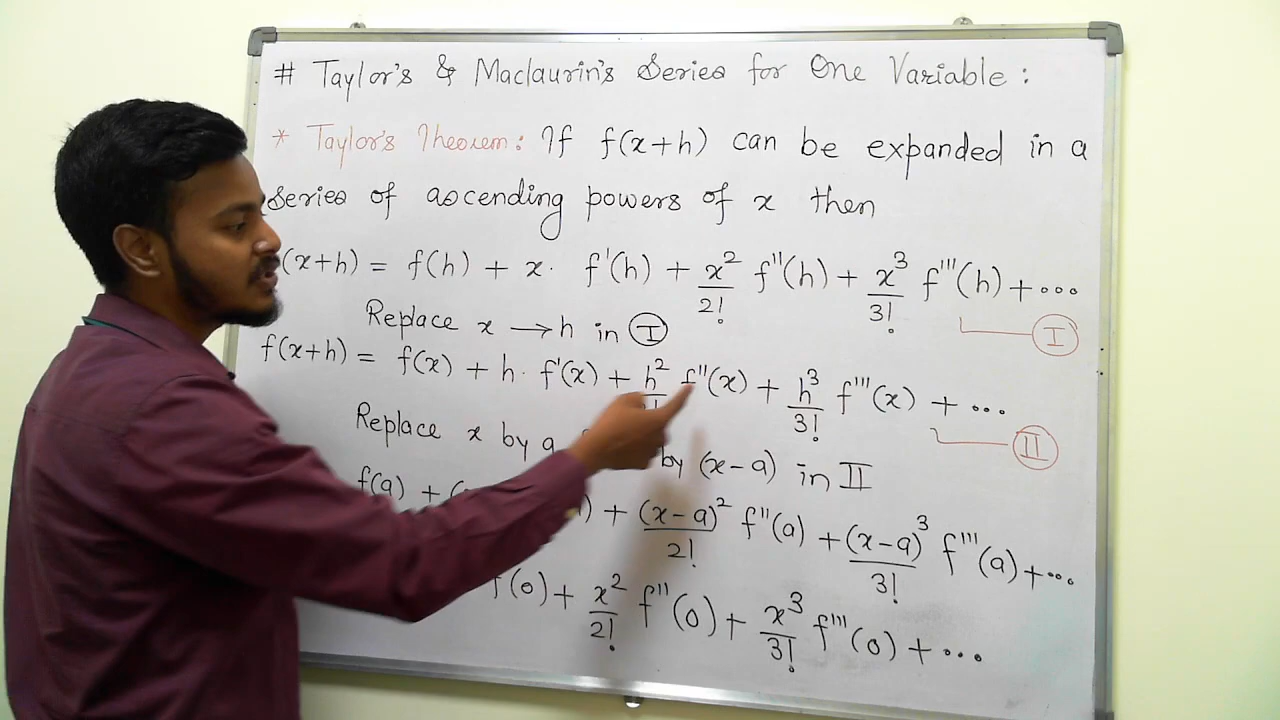 # Taylor's & Maclaurin's Series for One Variable :
* Taylor's Theorem: If f(x+h) can be expanded in a
Series of ascending powers of x then
(x+h) = f(h) + x. f'(h) + x²/2! f''(h) + x³/3! f'''(h) + ... I
Replace x → h in I
f(x+h) = f(x) + h. f'(x) + h²/ f''(x) + h³/3! f'''(x) + ... II
Replace x by a by (x-a) in II
f(a) + ) + (x-a)²/2! f''(a) + (x-a)³/3! f'''(a) + ...
(0) + x²/2! f''(0) + x³/3! f'''(0) + ...